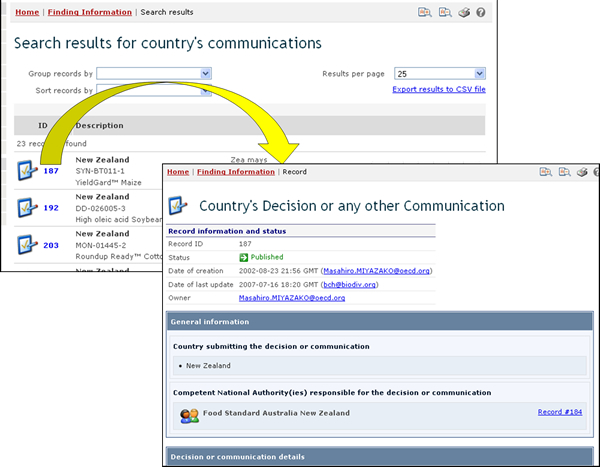 Home | Finding Information | Search results
Search results for country's communications
Group records by
Results per page 25
Sort records by
Export results to CSV file
ID Description
23 found
New Zealand Zea mays
187 SYN-BT011-1
YieldGard™ Maize
New Zealand
192 DD-026005-3
High oleic acid
New Zealand
203 MON-01445-2
Roundup Ready™
Home | Finding Information | Record
Country's Decision or any other Communication
Record information and status
Record ID 187
Status Published
Date of creation 2002-08-23 21:56 GMT (Masahiro.MIYAZAKO@oecd.org)
Date of last update 2007-07-16 18:20 GMT (bch@biodiv.org)
Owner Masahiro.MIYAZAKO@oecd.org
General information
Country submitting the decision or communication
• New Zealand
Competent National Authority(ies) responsible for the decision or communication
Food Standard Australia New Zealand Record #184
Decision or communication details